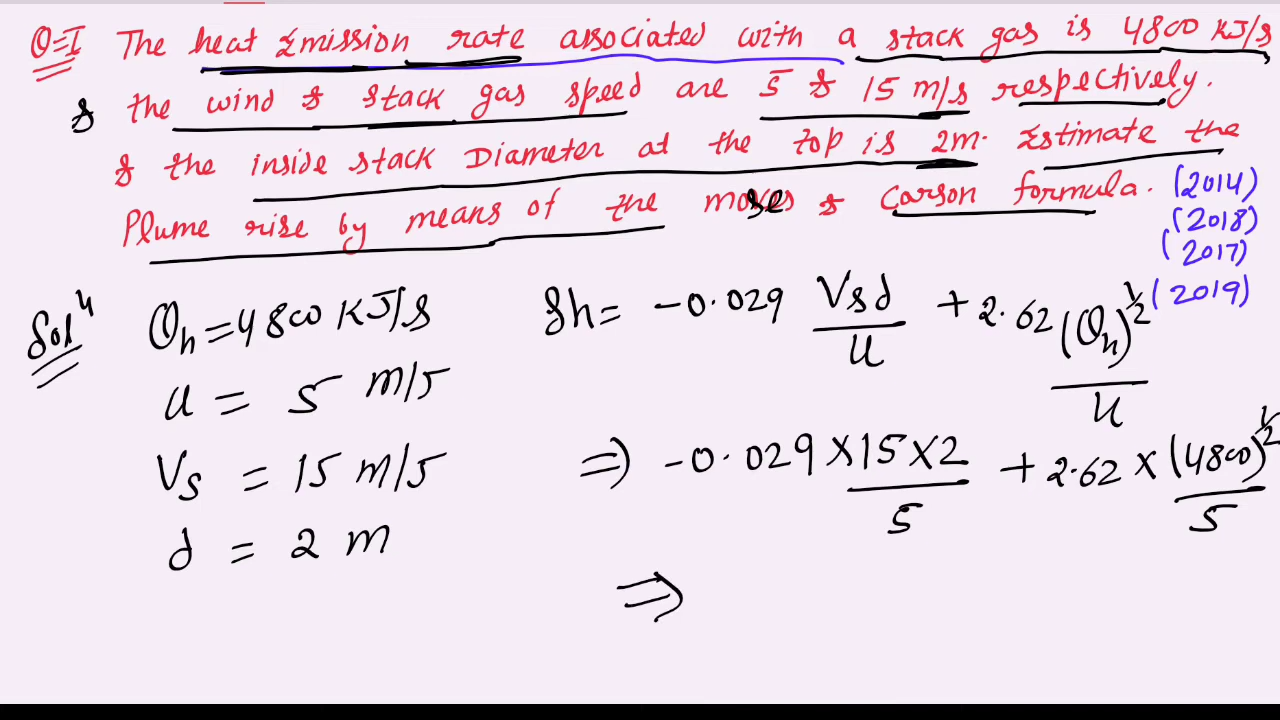 Q=I The heat Emission rate associated with a stack gas is 4800 KJ/s
& the wind & stack gas speed are 5 & 15 m/s respectively.
& the inside stack Diameter at the top is 2m. Estimate the
Plume rise by means of the moses & Carson formula. (2014)
(2018)
(2017)
(2019)
Solⁿ Qh = 4800 KJ/s δh = -0.029 Vsd/U + 2.62 (Qh)^1/2/U
U = 5 m/s
Vs = 15 m/s ⇒ -0.029 × 15 × 2/5 + 2.62 × (4800)^1/2/5
d = 2 m
⇒